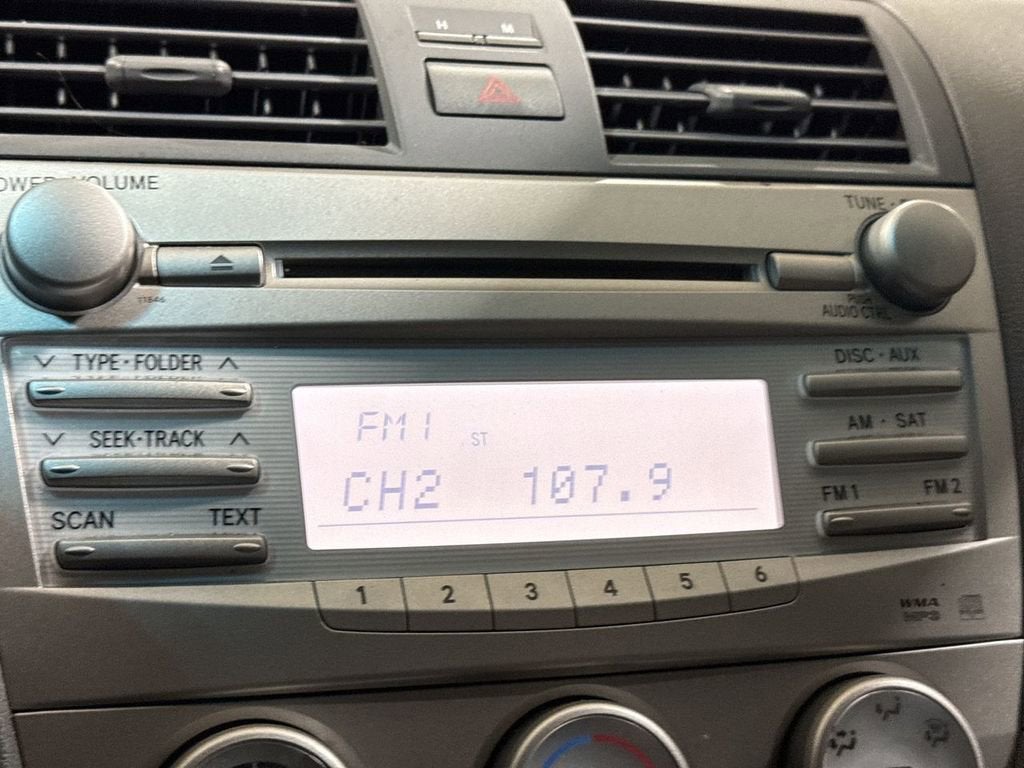 H M
VOLUME
TUNE
11846
AUDIO CTRL
TYPE·FOLDER
DISC · AUX
SEEK·TRACK
AM · SAT
FM1 ST
SCAN TEXT
CH2 107.9
FM1 FM2
1 2 3 4 5 6
WMA
MP3